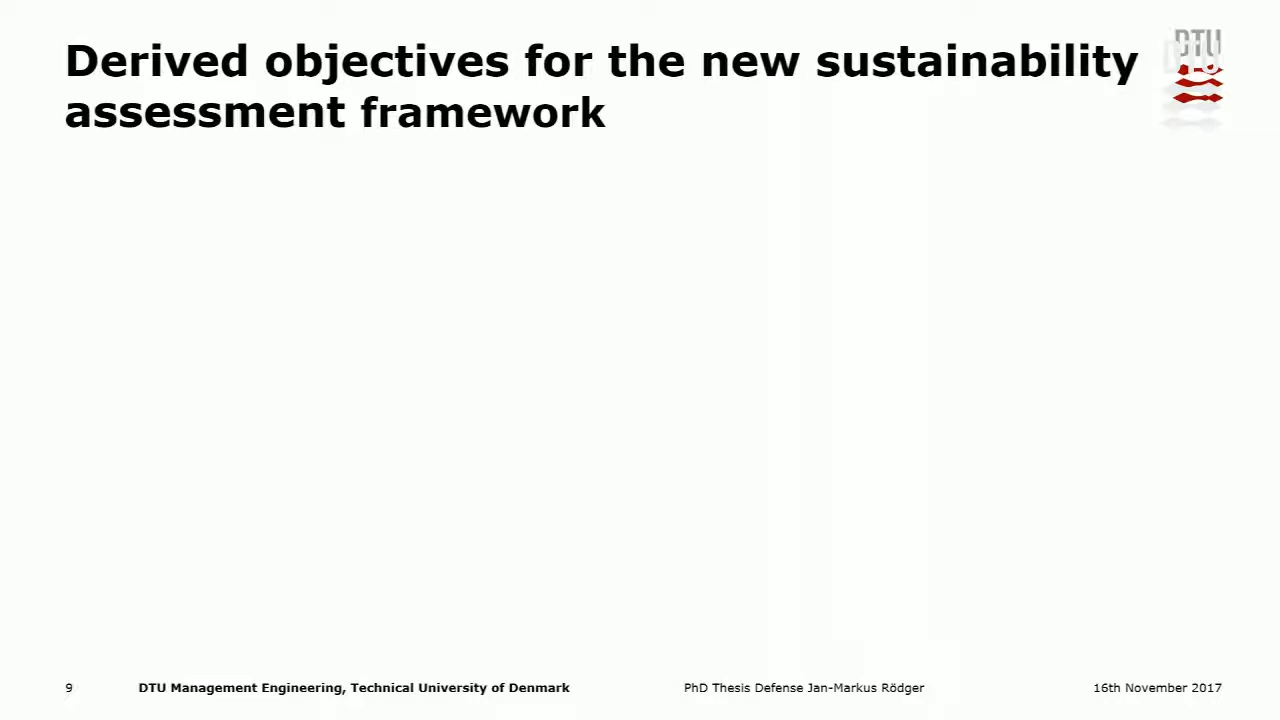 Derived objectives for the new sustainability
assessment framework
DTU
9 DTU Management Engineering, Technical University of Denmark PhD Thesis Defense Jan-Markus Rödger 16th November 2017